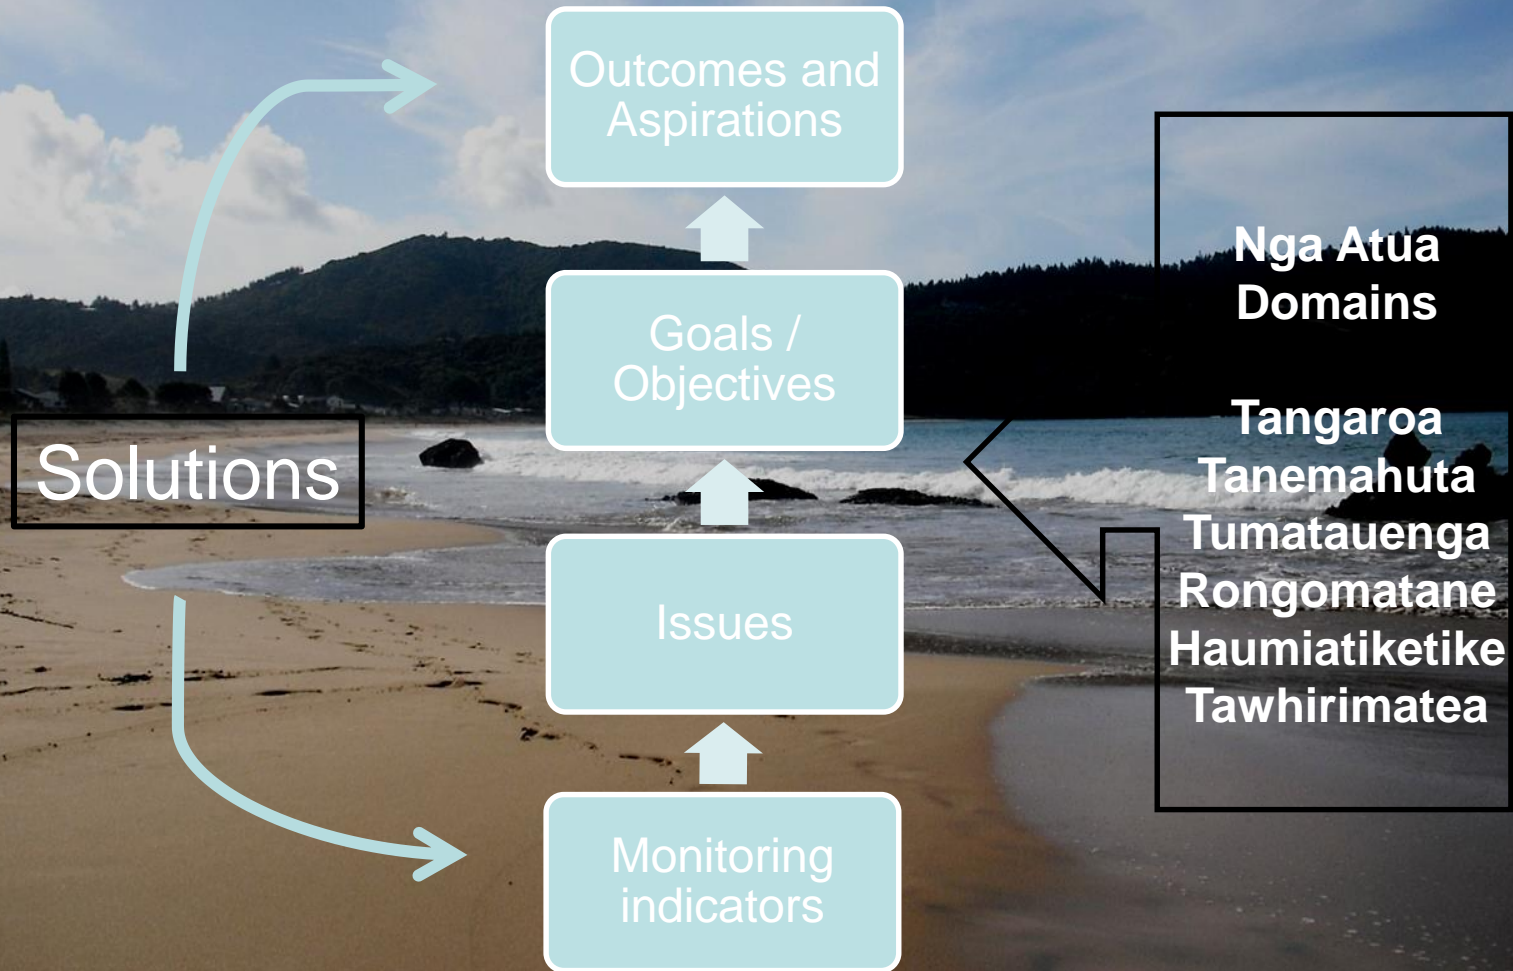 Outcomes and
Aspirations
Goals /
Objectives
Solutions
Issues
Monitoring
indicators
Nga Atua
Domains
Tangaroa
Tanemahuta
Tumatauenga
Rongomatane
Haumiatiketike
Tawhirimatea